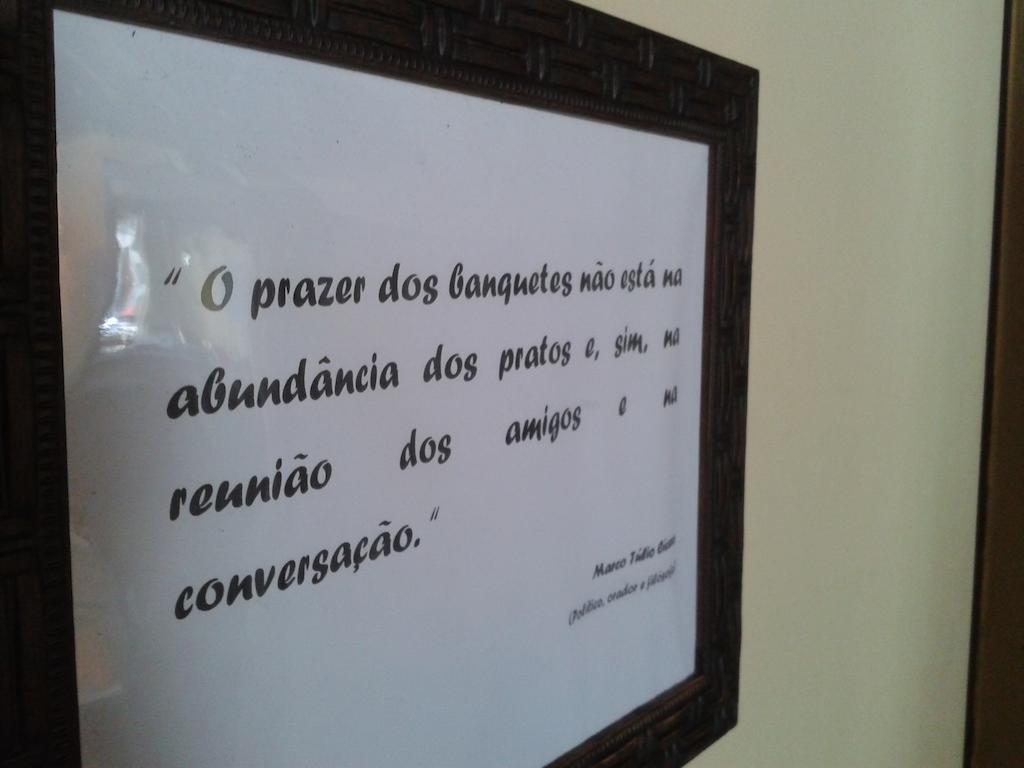 " O prazer dos banquetes não está na
abundância dos pratos e, sim, na
reunião dos amigos e na
conversação."
Marco Túlio
(Político, orador e filósofo)